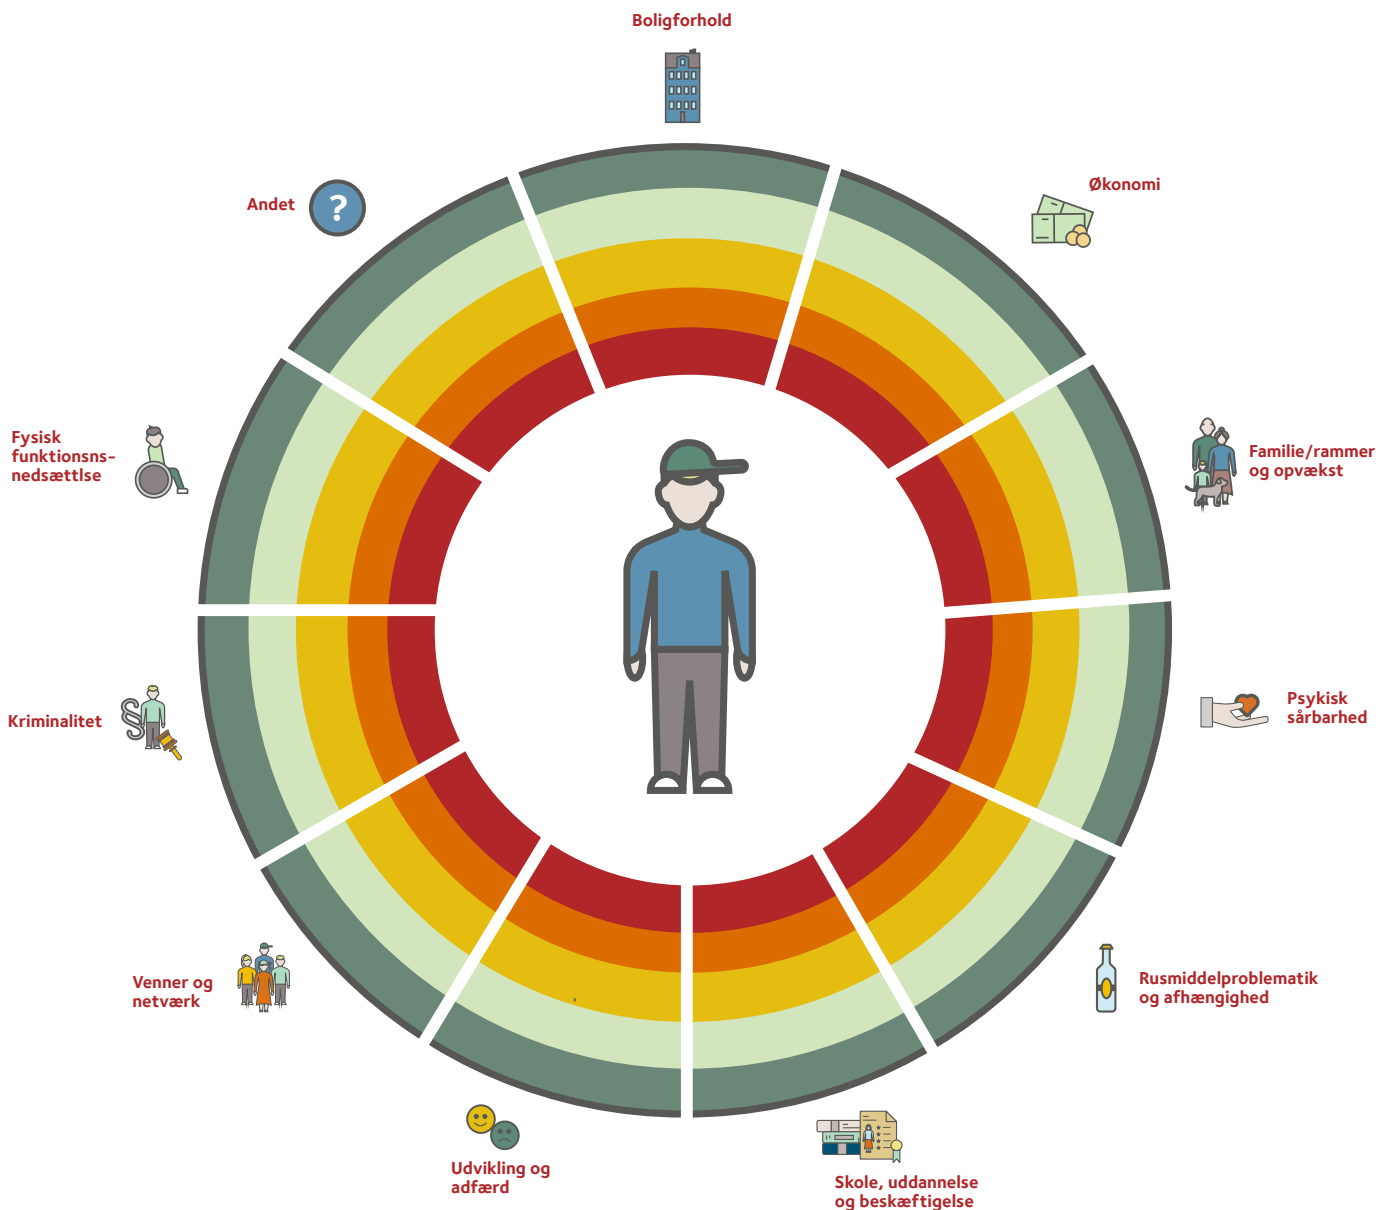 Boligforhold
Økonomi
Familie/rammer
og opvækst
Psykisk
sårbarhed
Rusmiddelproblematik
og afhængighed
Skole, uddannelse
og beskæftigelse
Udvikling og
adfærd
Venner og
netværk
Kriminalitet
Fysisk
funktionsns-
nedsættlse
Andet
?
§